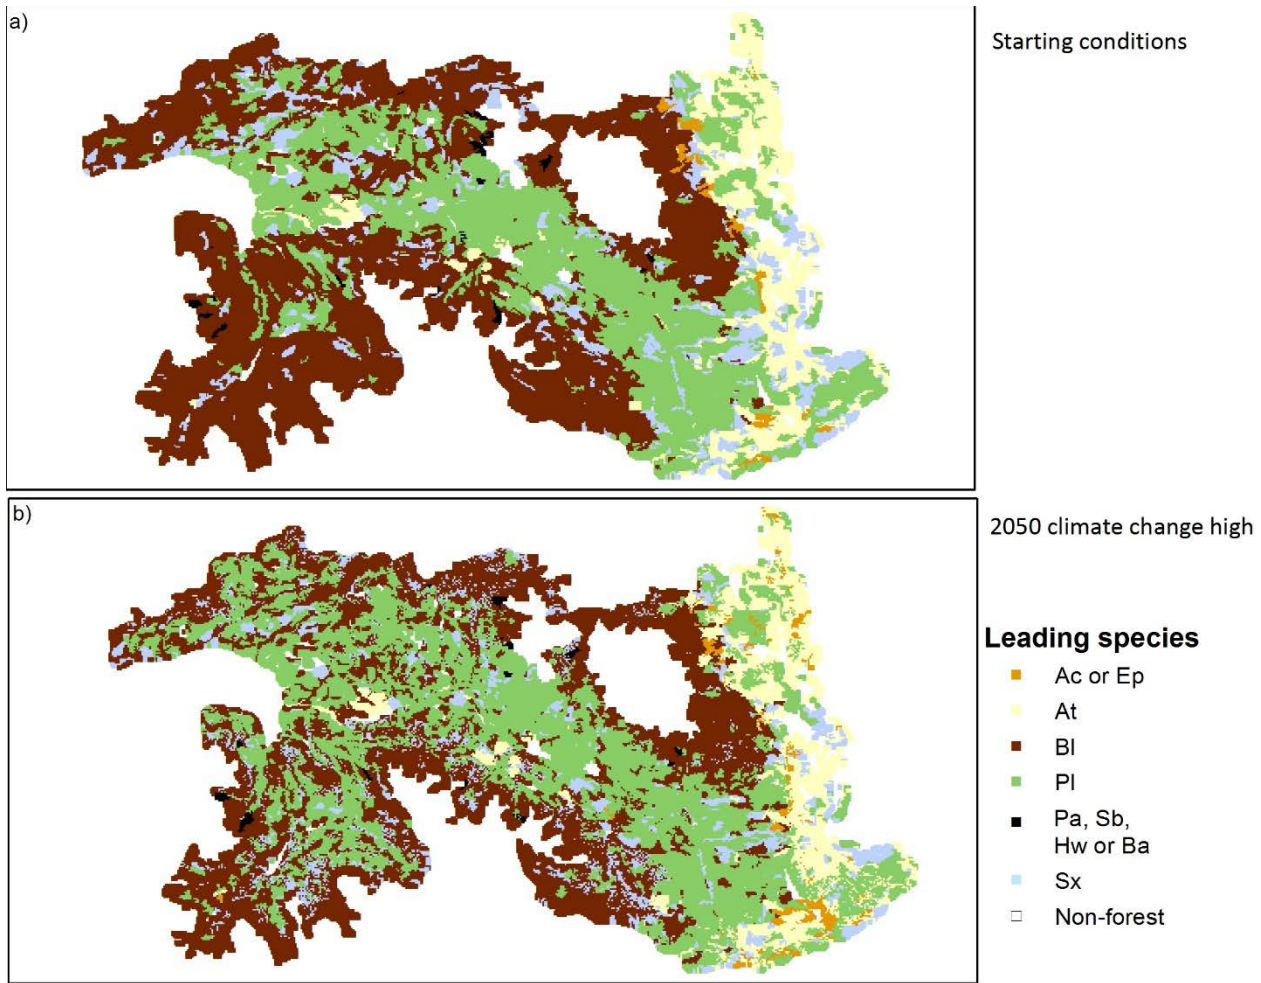 a)
Starting conditions
b)
2050 climate change high
Leading species
Ac or Ep
At
Bl
Pl
Pa, Sb,
Hw or Ba
Sx
Non-forest